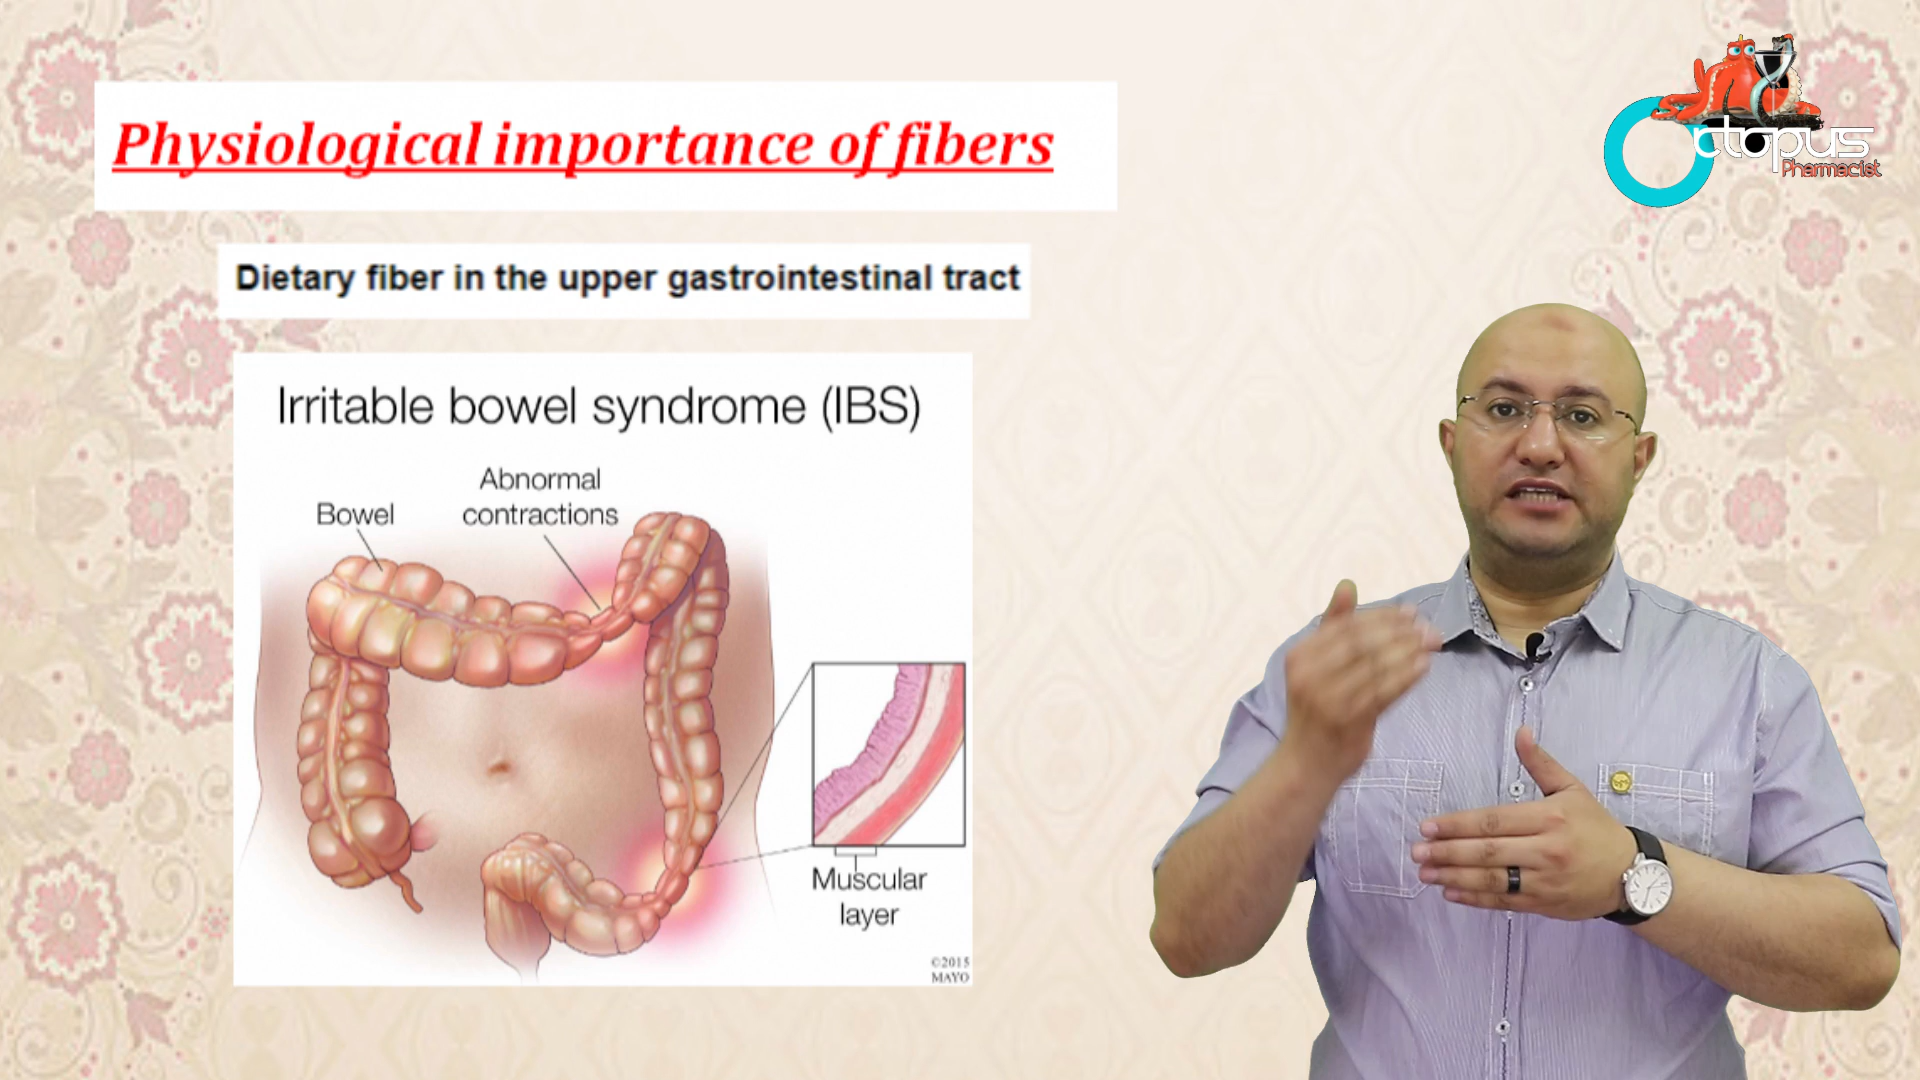 Physiological importance of fibers
Octopus
Pharmacist
Dietary fiber in the upper gastrointestinal tract
Irritable bowel syndrome (IBS)
Abnormal
contractions
Bowel
Muscular
layer
©2015
MAYO